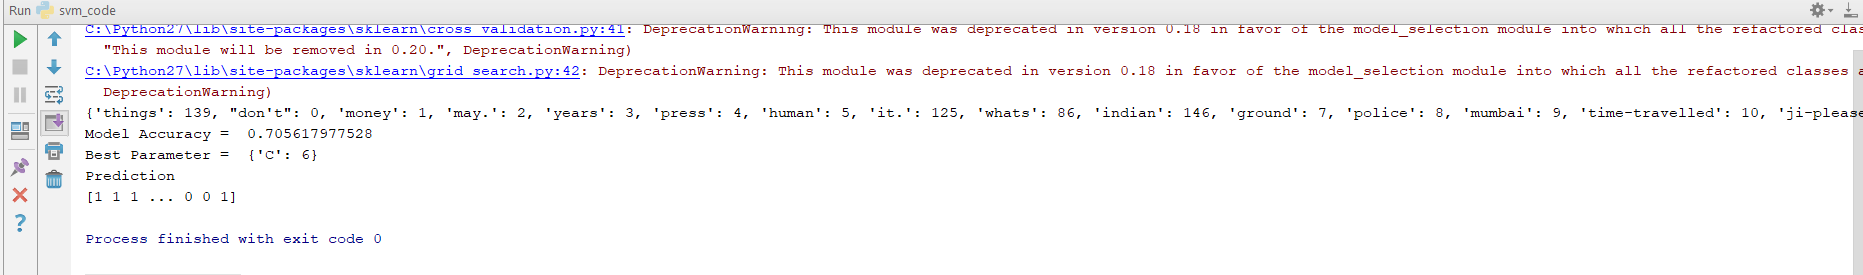 Run svm_code
C:\Python27\lib\site-packages\sklearn\cross_validation.py:41: DeprecationWarning: This module was deprecated in version 0.18 in favor of the model_selection module into which all the refactored clas
"This module will be removed in 0.20.", DeprecationWarning)
C:\Python27\lib\site-packages\sklearn\grid_search.py:42: DeprecationWarning: This module was deprecated in version 0.18 in favor of the model_selection module into which all the refactored classes a
DeprecationWarning)
{'things': 139, "don't": 0, 'money': 1, 'may.': 2, 'years': 3, 'press': 4, 'human': 5, 'it.': 125, 'whats': 86, 'indian': 146, 'ground': 7, 'police': 8, 'mumbai': 9, 'time-travelled': 10, 'ji-please
Model Accuracy =  0.705617977528
Best Parameter =  {'C': 6}
Prediction
[1 1 1 ... 0 0 1]
Process finished with exit code 0